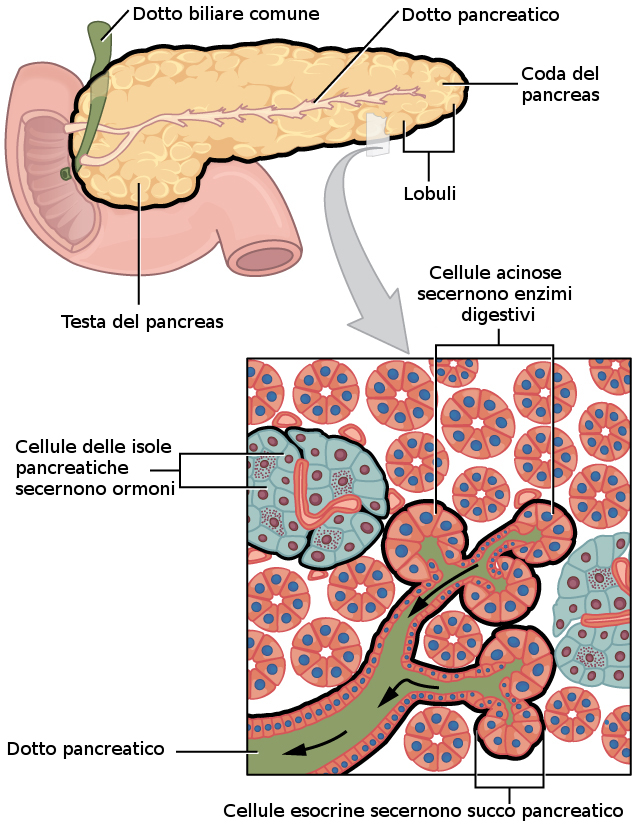 Dotto biliare comune
Dotto pancreatico
Coda del
pancreas
Lobuli
Testa del pancreas
Cellule acinose
secernono enzimi
digestivi
Cellule delle isole
pancreatiche
secernono ormoni
Dotto pancreatico
Cellule esocrine secernono succo pancreatico